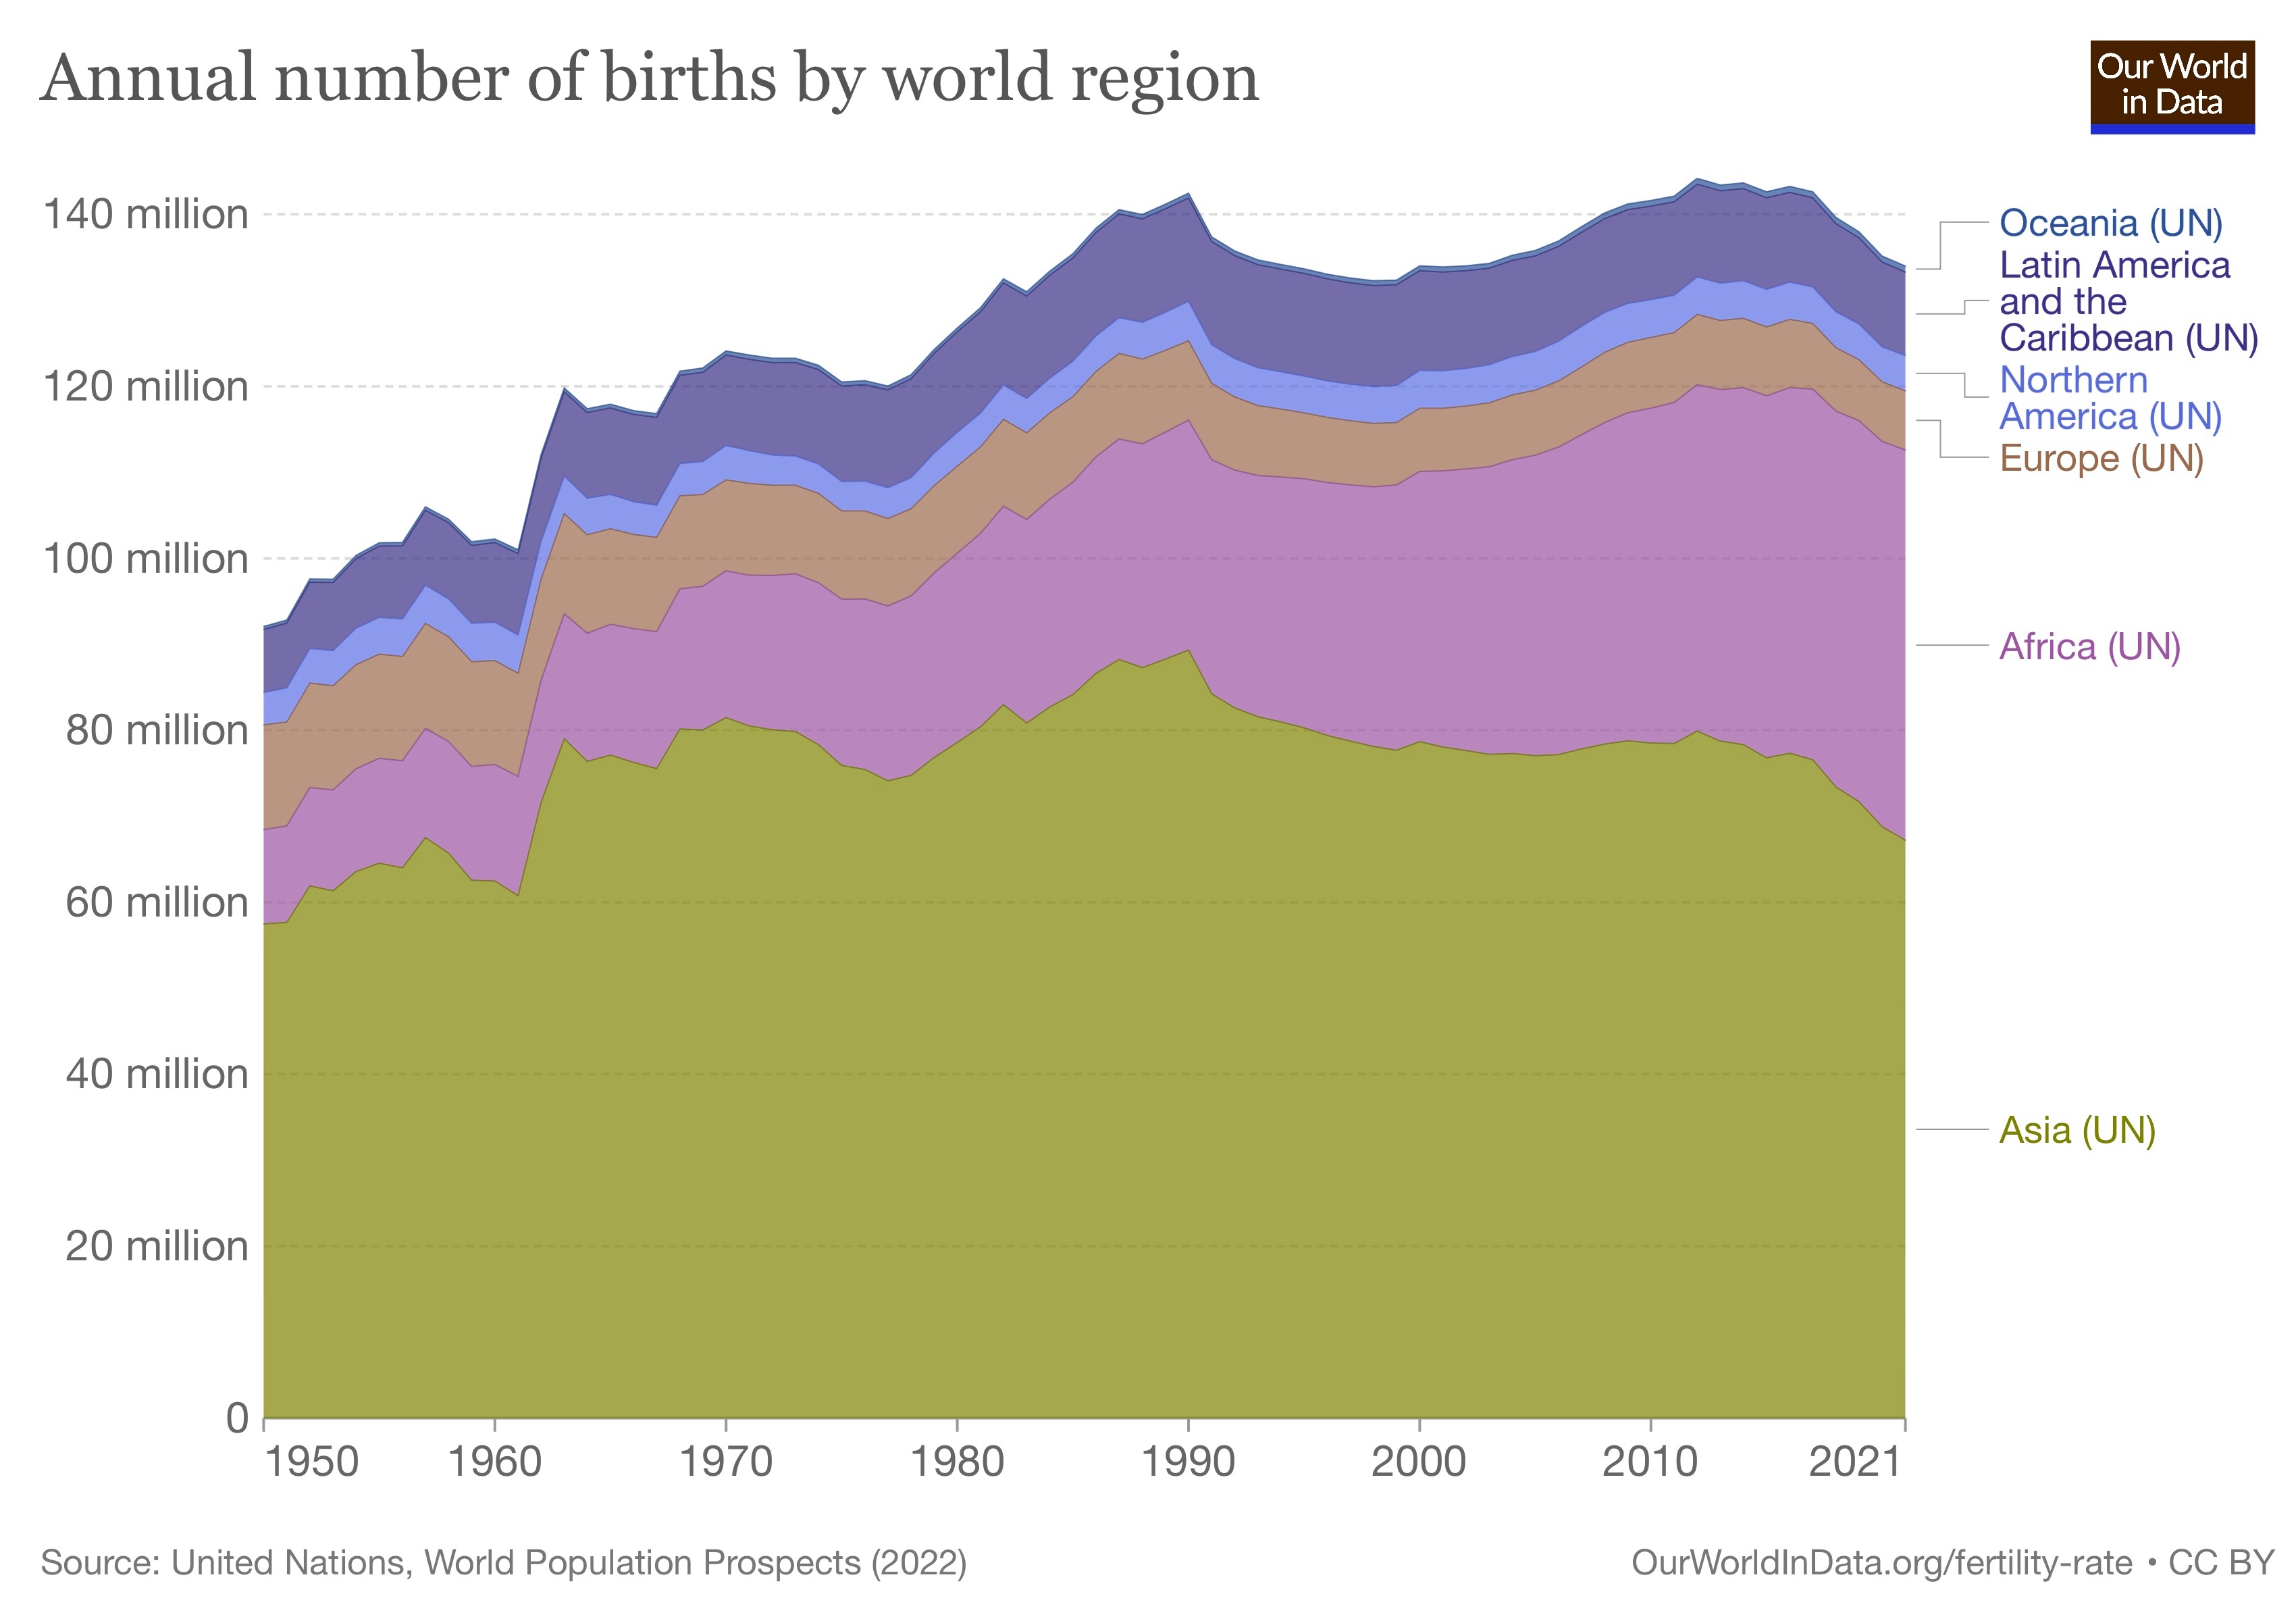 Annual number of births by world region
Our World
in Data
140 million
120 million
100 million
80 million
60 million
40 million
20 million
0
1950
1960
1970
1980
1990
2000
2010
2021
Oceania (UN)
Latin America
and the
Caribbean (UN)
Northern
America (UN)
Europe (UN)
Africa (UN)
Asia (UN)
Source: United Nations, World Population Prospects (2022)
OurWorldInData.org/fertility-rate • CC BY